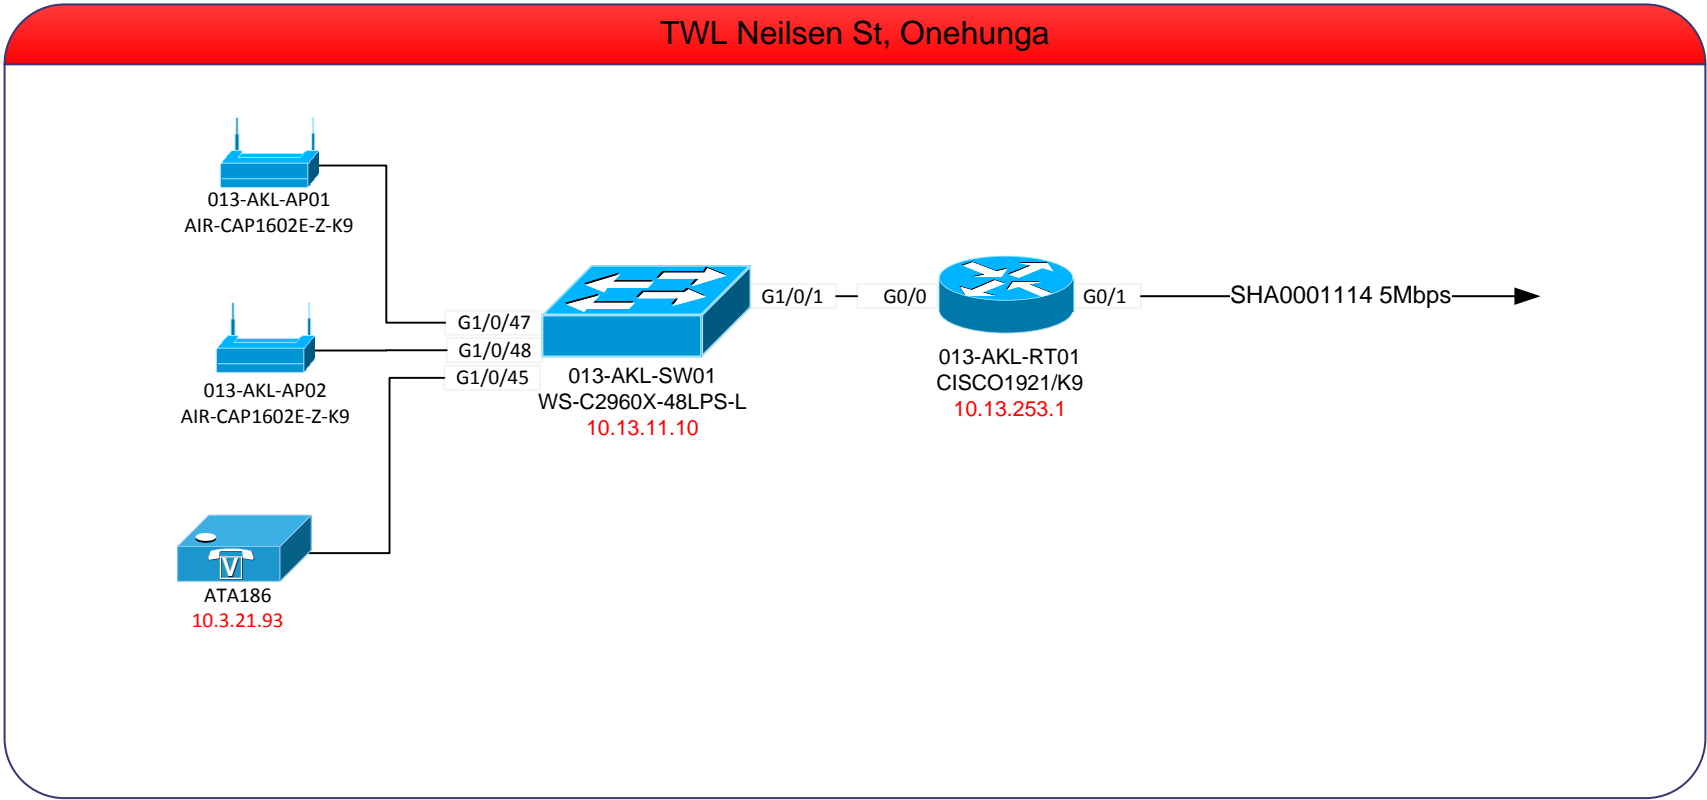 TWL Neilsen St, Onehunga
013-AKL-AP01
AIR-CAP1602E-Z-K9
013-AKL-AP02
AIR-CAP1602E-Z-K9
ATA186
10.3.21.93
G1/0/47
G1/0/48
G1/0/45
013-AKL-SW01
WS-C2960X-48LPS-L
10.13.11.10
G1/0/1
G0/0
013-AKL-RT01
CISCO1921/K9
10.13.253.1
G0/1
SHA0001114 5Mbps
V